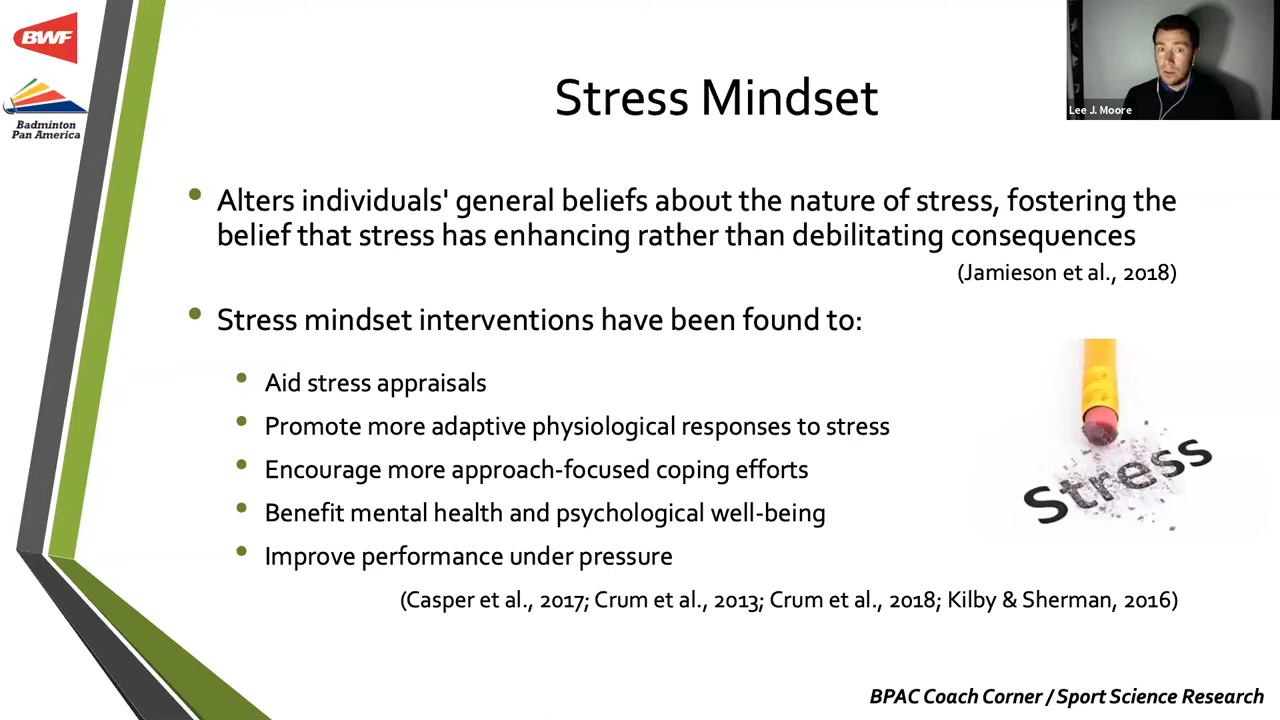 BWF
Badminton
Pan America
Lee J. Moore
Stress Mindset
• Alters individuals' general beliefs about the nature of stress, fostering the
belief that stress has enhancing rather than debilitating consequences
(Jamieson et al., 2018)
• Stress mindset interventions have been found to:
• Aid stress appraisals
• Promote more adaptive physiological responses to stress
• Encourage more approach-focused coping efforts
• Benefit mental health and psychological well-being
• Improve performance under pressure
Stress
(Casper et al., 2017; Crum et al., 2013; Crum et al., 2018; Kilby & Sherman, 2016)
BPAC Coach Corner / Sport Science Research